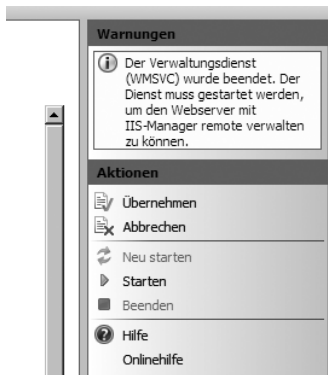 Warnungen
Der Verwaltungsdienst
(WMSVC) wurde beendet. Der
Dienst muss gestartet werden,
um den Webserver mit
IIS-Manager remote verwalten
zu können.
Aktionen
Übernehmen
Abbrechen
Neu starten
Starten
Beenden
Hilfe
Onlinehilfe